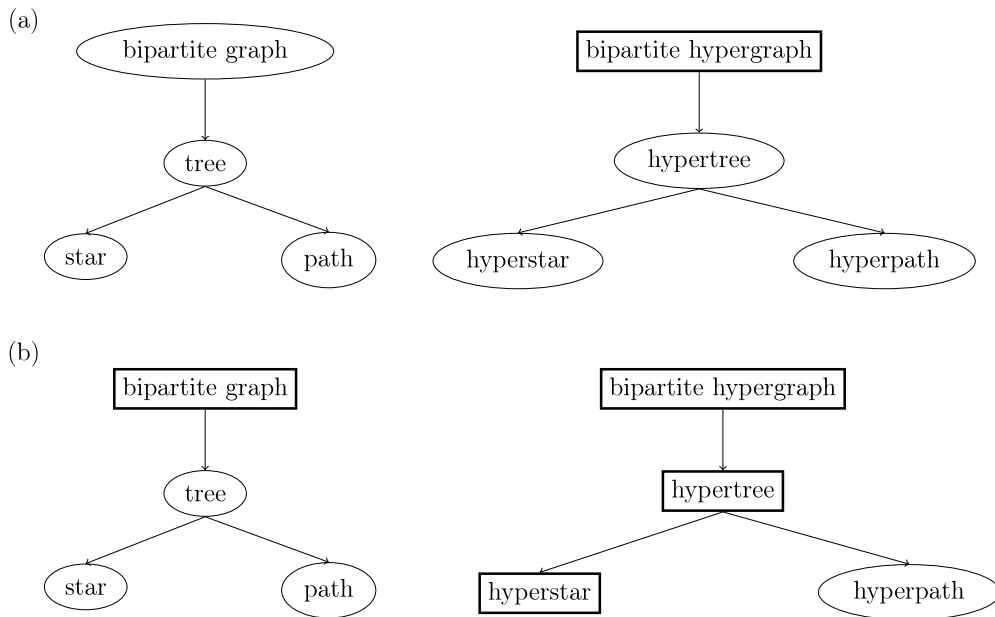 (a)
bipartite graph
bipartite hypergraph
tree
hypertree
star
path
hyperstar
hyperpath
(b)
bipartite graph
bipartite hypergraph
tree
hypertree
star
path
hyperstar
hyperpath